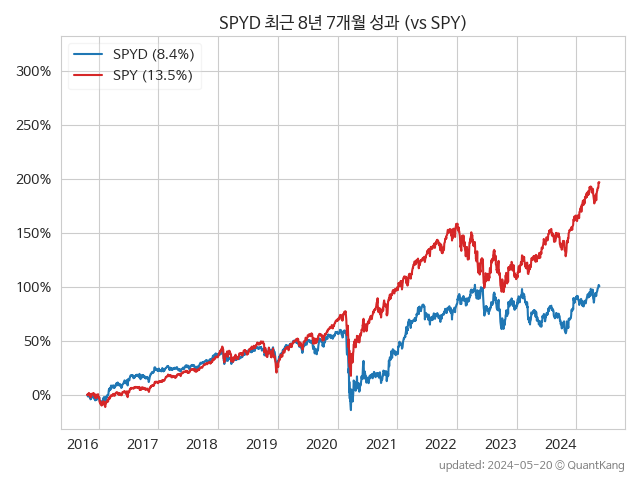 SPYD 최근 8년 7개월 성과 (vs SPY)
SPYD (8.4%)
SPY (13.5%)
300%
250%
200%
150%
100%
50%
0%
2016 2017 2018 2019 2020 2021 2022 2023 2024
updated: 2024-05-20 © QuantKang